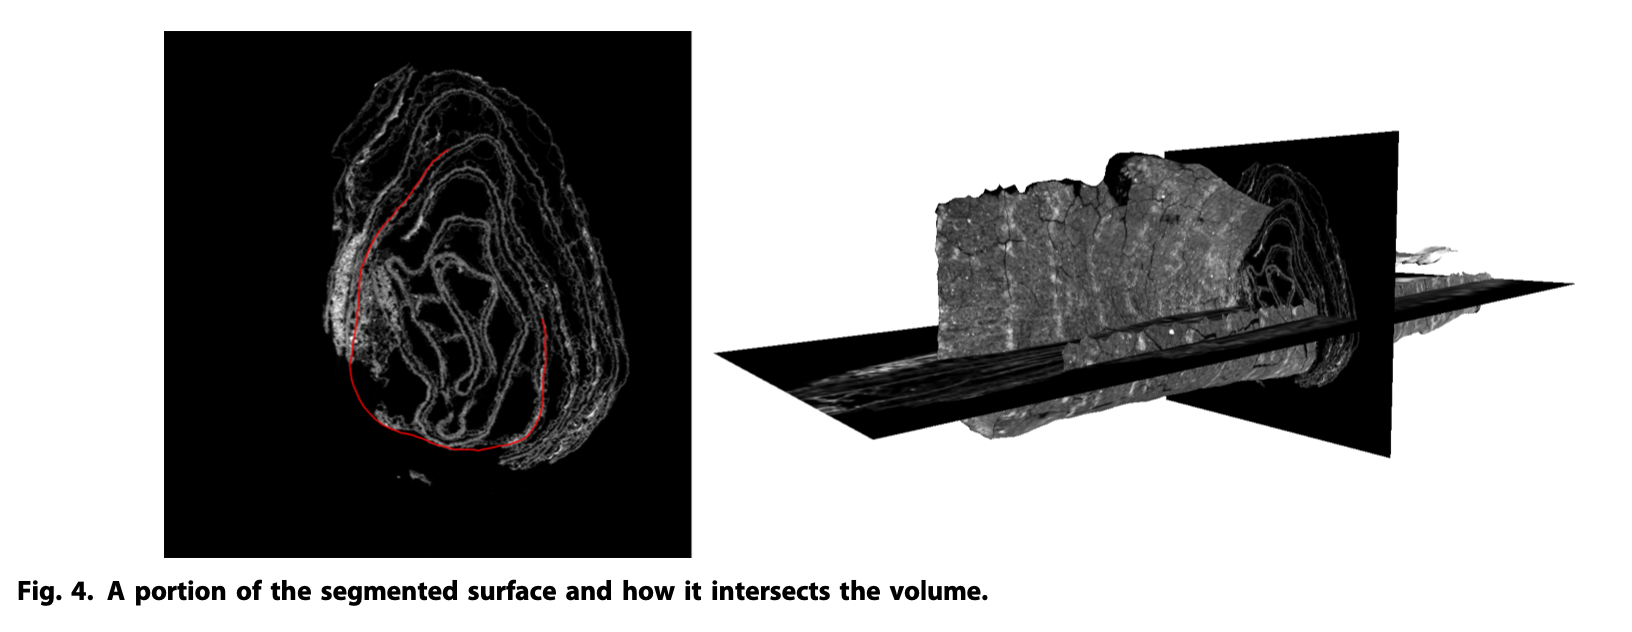 Fig. 4. A portion of the segmented surface and how it intersects the volume.